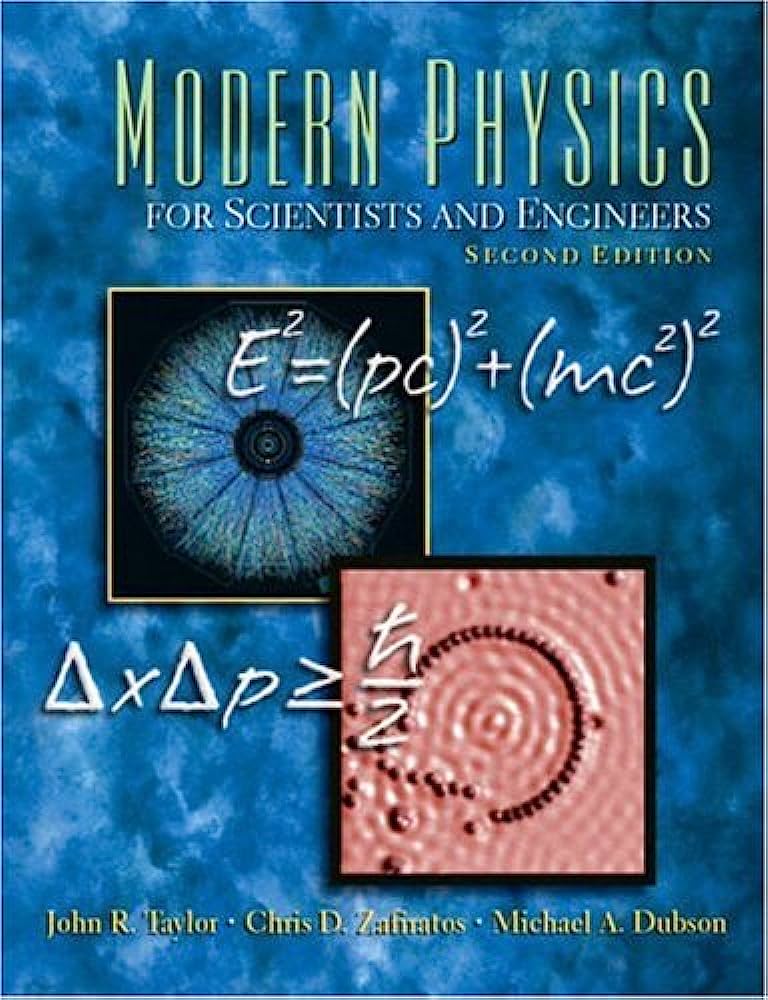 MODERN PHYSICS
FOR SCIENTISTS AND ENGINEERS
SECOND EDITION
E²=(pc)²+(mc²)²
ΔxΔp≥ℏ/2
John R. Taylor · Chris D. Zafiratos · Michael A. Dubson